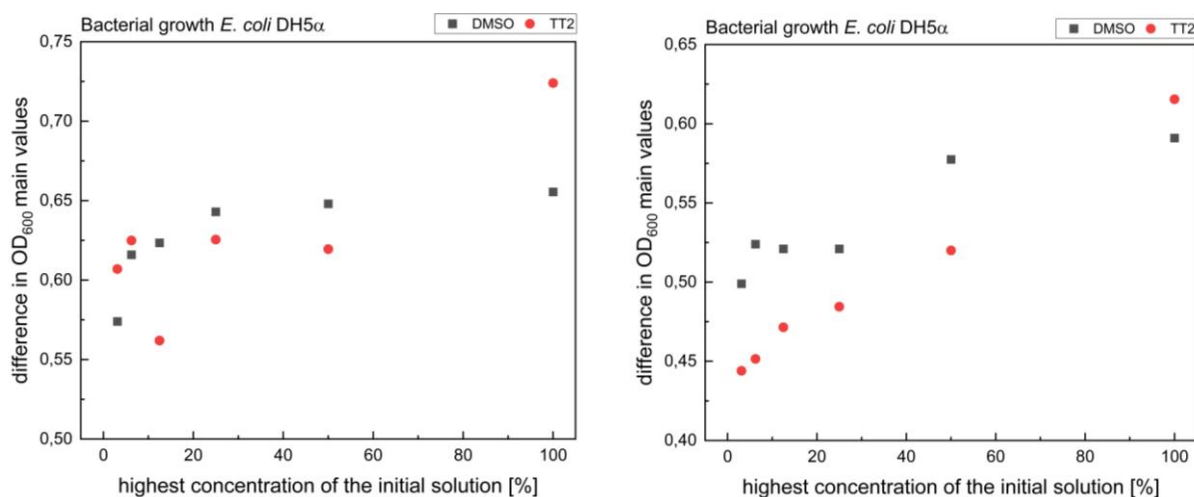 Bacterial growth E. coli DH5α
DMSO TT2
0,75
0,70
0,65
0,60
0,55
0,50
difference in OD600 main values
0 20 40 60 80 100
highest concentration of the initial solution [%]
Bacterial growth E. coli DH5α
DMSO TT2
0,65
0,60
0,55
0,50
0,45
0,40
difference in OD600 main values
0 20 40 60 80 100
highest concentration of the initial solution [%]